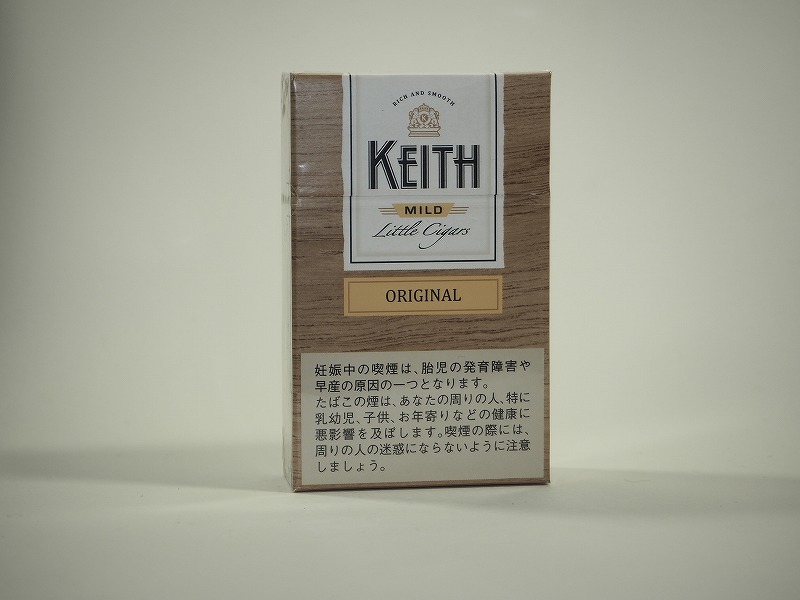 RICH AND SMOOTH
K
KEITH
MILD
Little Cigars
ORIGINAL
妊娠中の喫煙は、胎児の発育障害や
早産の原因の一つとなります。
たばこの煙は、あなたの周りの人、特に
乳幼児、子供、お年寄りなどの健康に
悪影響を及ぼします。喫煙の際には、
周りの人の迷惑にならないように注意
しましょう。